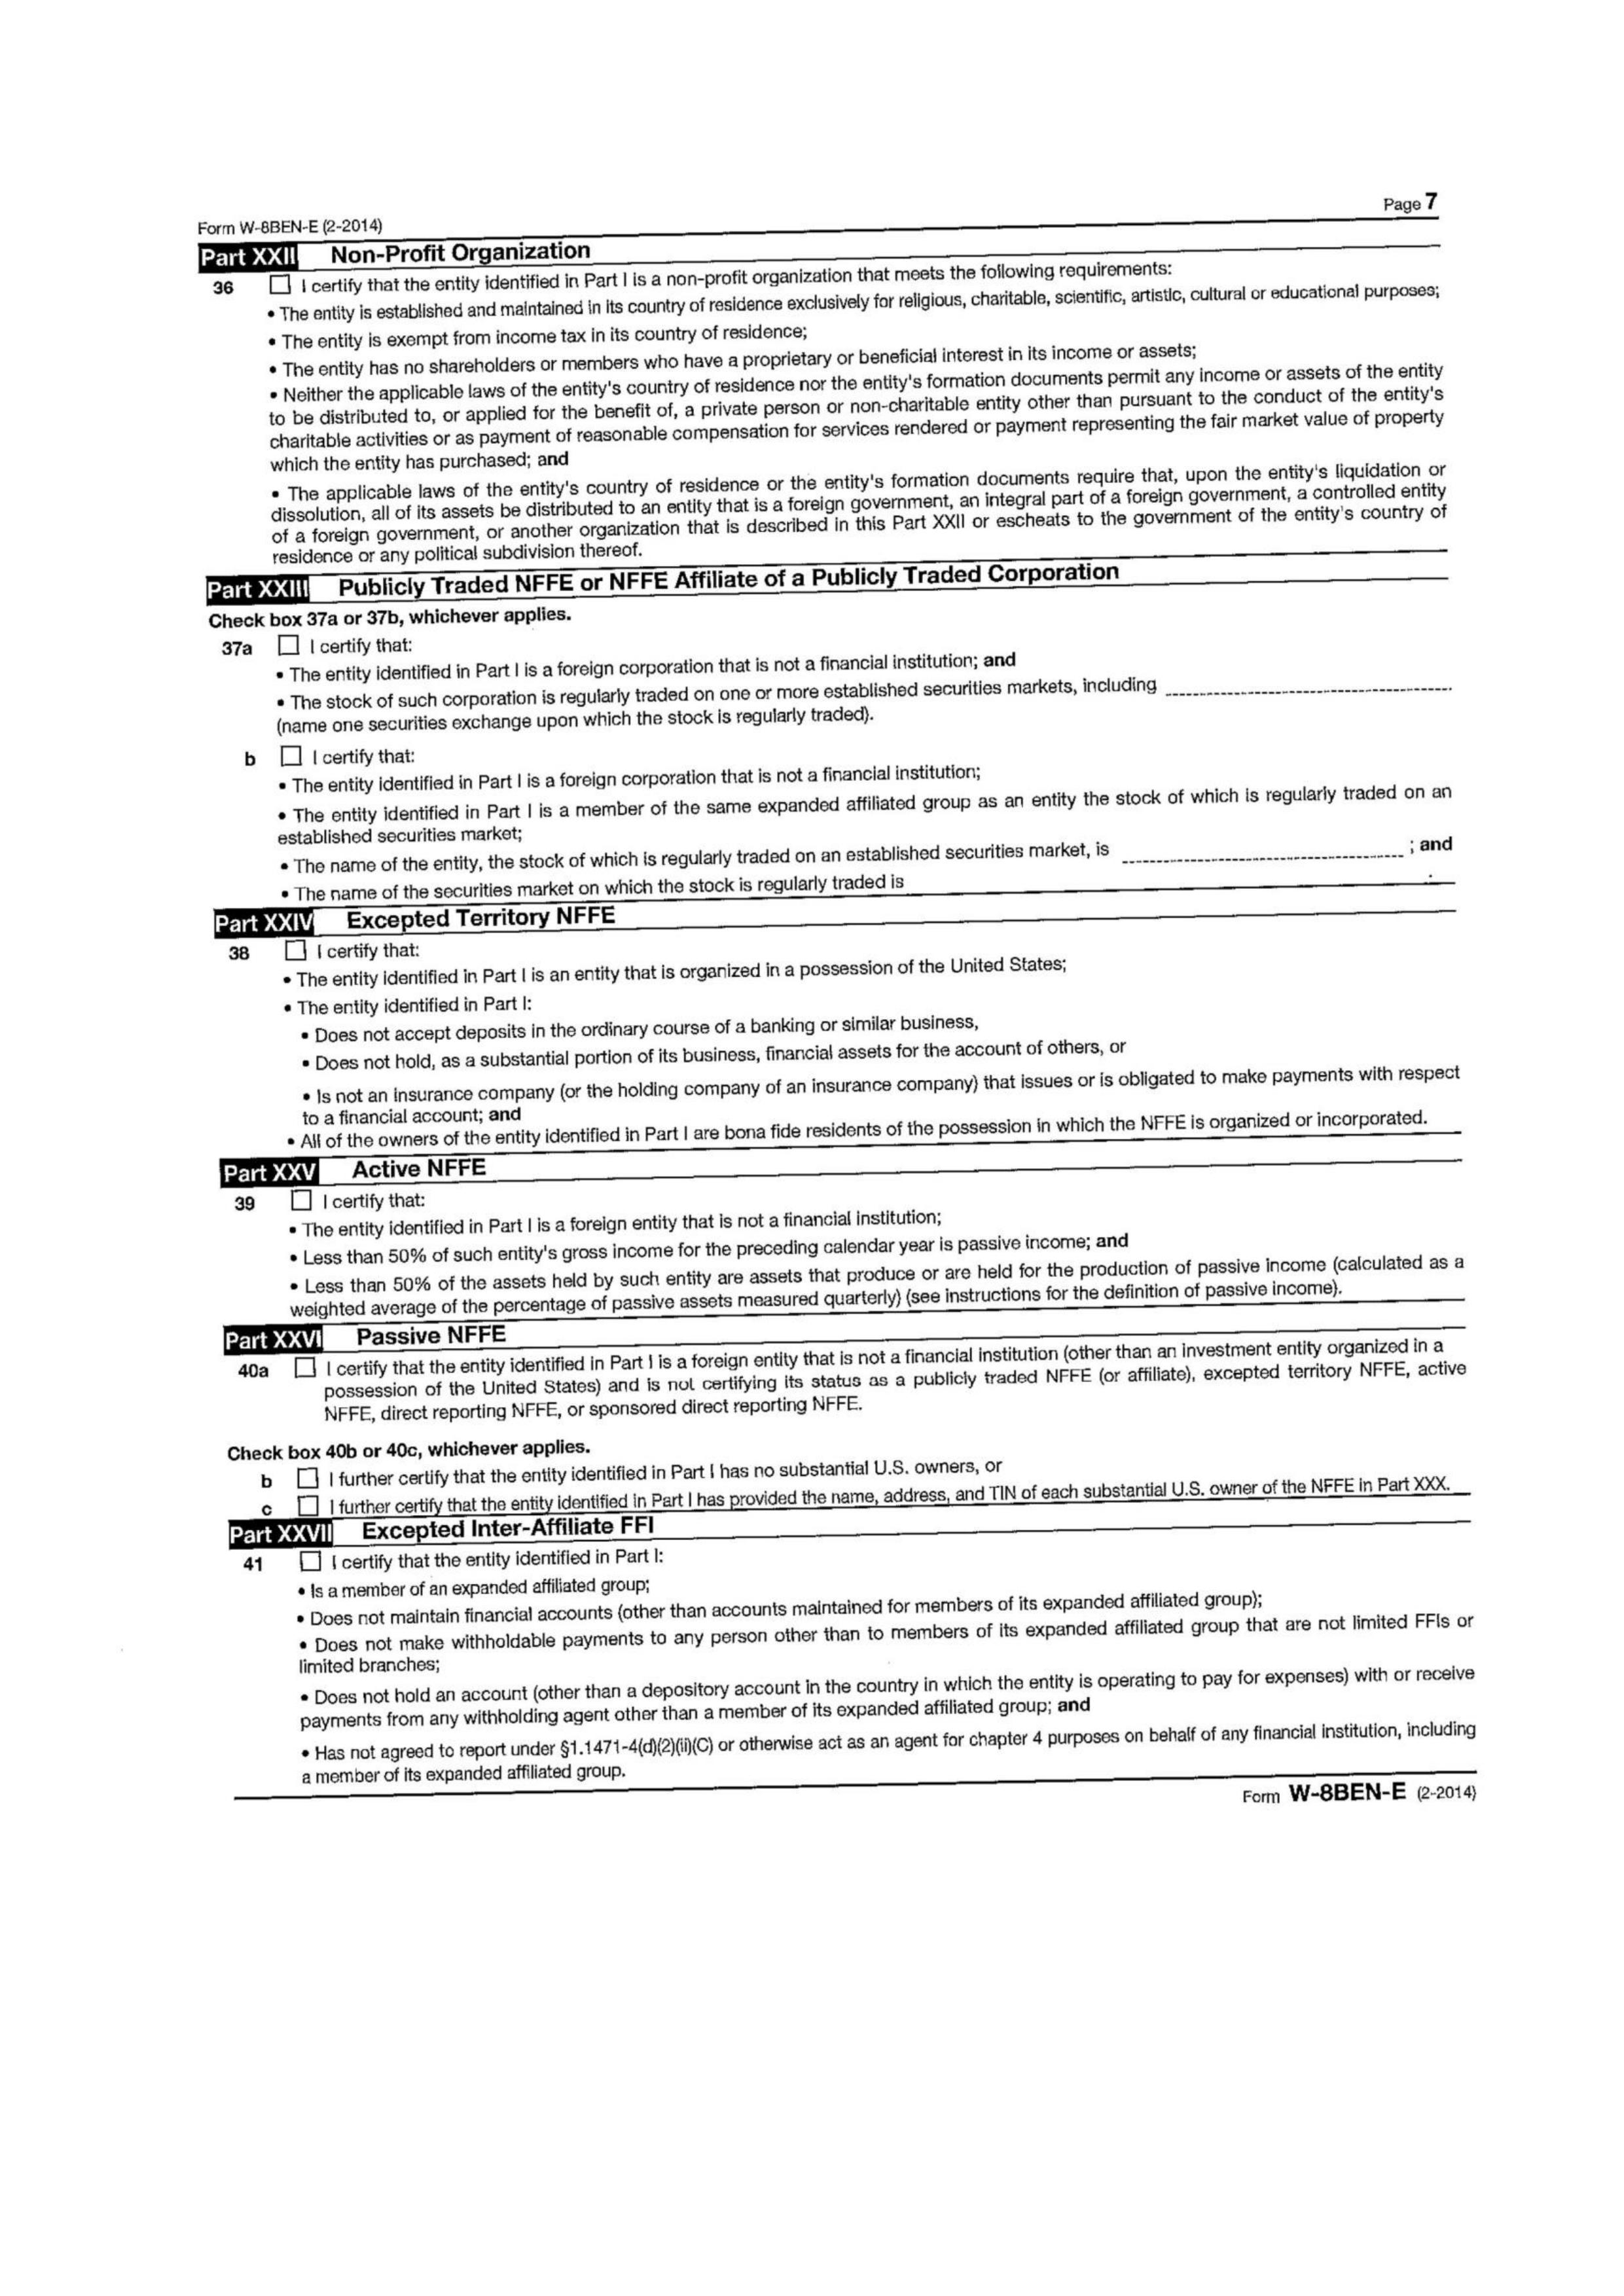 Page 7
Form W-8BEN-E (2-2014)
Part XXII Non-Profit Organization
36 I certify that the entity identified in Part I is a non-profit organization that meets the following requirements:
• The entity is established and maintained in its country of residence exclusively for religious, charitable, scientific, artistic, cultural or educational purposes;
• The entity is exempt from income tax in its country of residence;
• The entity has no shareholders or members who have a proprietary or beneficial interest in its income or assets;
• Neither the applicable laws of the entity's country of residence nor the entity's formation documents permit any income or assets of the entity
to be distributed to, or applied for the benefit of, a private person or non-charitable entity other than pursuant to the conduct of the entity's
charitable activities or as payment of reasonable compensation for services rendered or payment representing the fair market value of property
which the entity has purchased; and
• The applicable laws of the entity's country of residence or the entity's formation documents require that, upon the entity's liquidation or
dissolution, all of its assets be distributed to an entity that is a foreign government, an integral part of a foreign government, a controlled entity
of a foreign government, or another organization that is described in this Part XXII or escheats to the government of the entity's country of
residence or any political subdivision thereof.
Part XXIII Publicly Traded NFFE or NFFE Affiliate of a Publicly Traded Corporation
Check box 37a or 37b, whichever applies.
37a I certify that:
• The entity identified in Part I is a foreign corporation that is not a financial institution; and
• The stock of such corporation is regularly traded on one or more established securities markets, including
(name one securities exchange upon which the stock is regularly traded).
b I certify that:
• The entity identified in Part I is a foreign corporation that is not a financial institution;
• The entity identified in Part I is a member of the same expanded affiliated group as an entity the stock of which is regularly traded on an
established securities market;
• The name of the entity, the stock of which is regularly traded on an established securities market, is ; and
• The name of the securities market on which the stock is regularly traded is .
Part XXIV Excepted Territory NFFE
38 I certify that:
• The entity identified in Part I is an entity that is organized in a possession of the United States;
• The entity identified in Part I:
• Does not accept deposits in the ordinary course of a banking or similar business,
• Does not hold, as a substantial portion of its business, financial assets for the account of others, or
• Is not an insurance company (or the holding company of an insurance company) that issues or is obligated to make payments with respect
to a financial account; and
• All of the owners of the entity identified in Part I are bona fide residents of the possession in which the NFFE is organized or incorporated.
Part XXV Active NFFE
39 I certify that:
• The entity identified in Part I is a foreign entity that is not a financial institution;
• Less than 50% of such entity's gross income for the preceding calendar year is passive income; and
• Less than 50% of the assets held by such entity are assets that produce or are held for the production of passive income (calculated as a
weighted average of the percentage of passive assets measured quarterly) (see instructions for the definition of passive income).
Part XXVI Passive NFFE
40a I certify that the entity identified in Part I is a foreign entity that is not a financial institution (other than an investment entity organized in a
possession of the United States) and is not certifying its status as a publicly traded NFFE (or affiliate), excepted territory NFFE, active
NFFE, direct reporting NFFE, or sponsored direct reporting NFFE.
Check box 40b or 40c, whichever applies.
b I further certify that the entity identified in Part I has no substantial U.S. owners, or
c I further certify that the entity identified in Part I has provided the name, address, and TIN of each substantial U.S. owner of the NFFE in Part XXX.
Part XXVII Excepted Inter-Affiliate FFI
41 I certify that the entity identified in Part I:
• Is a member of an expanded affiliated group;
• Does not maintain financial accounts (other than accounts maintained for members of its expanded affiliated group);
• Does not make withholdable payments to any person other than to members of its expanded affiliated group that are not limited FFIs or
limited branches;
• Does not hold an account (other than a depository account in the country in which the entity is operating to pay for expenses) with or receive
payments from any withholding agent other than a member of its expanded affiliated group; and
• Has not agreed to report under §1.1471-4(d)(2)(ii)(C) or otherwise act as an agent for chapter 4 purposes on behalf of any financial institution, including
a member of its expanded affiliated group.
Form W-8BEN-E (2-2014)